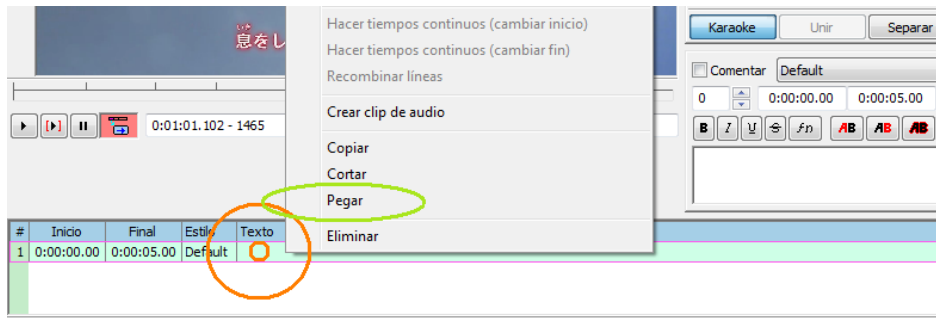 いき
息をし
Hacer tiempos continuos (cambiar inicio)
Hacer tiempos continuos (cambiar fin)
Recombinar líneas
Crear clip de audio
Copiar
Cortar
Pegar
Eliminar
Karaoke Unir Separar
Comentar Default
0 0:00:00.00 0:00:05.00
B I U S fn AB AB AB
0:01:01.102 - 1465
# Inicio Final Estilo Texto
1 0:00:00.00 0:00:05.00 Default